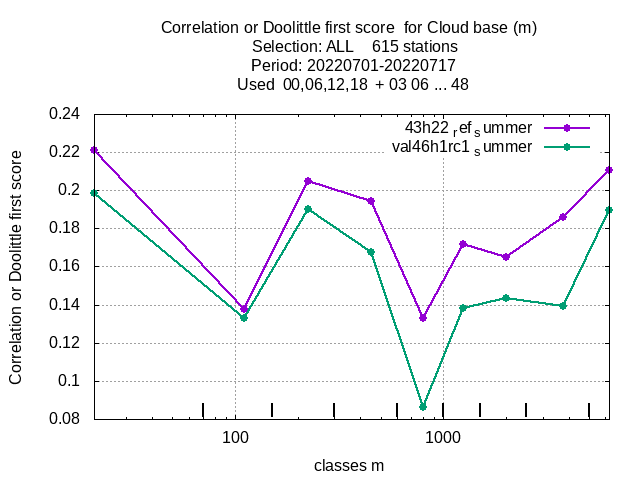 Correlation or Doolittle first score  for Cloud base (m)
Selection: ALL    615 stations
Period: 20220701-20220717
Used  00,06,12,18  + 03 06 ... 48
43h22 ref summer
val46h1rc1 summer
Correlation or Doolittle first score
0.24
0.22
0.2
0.18
0.16
0.14
0.12
0.1
0.08
100 1000
classes m